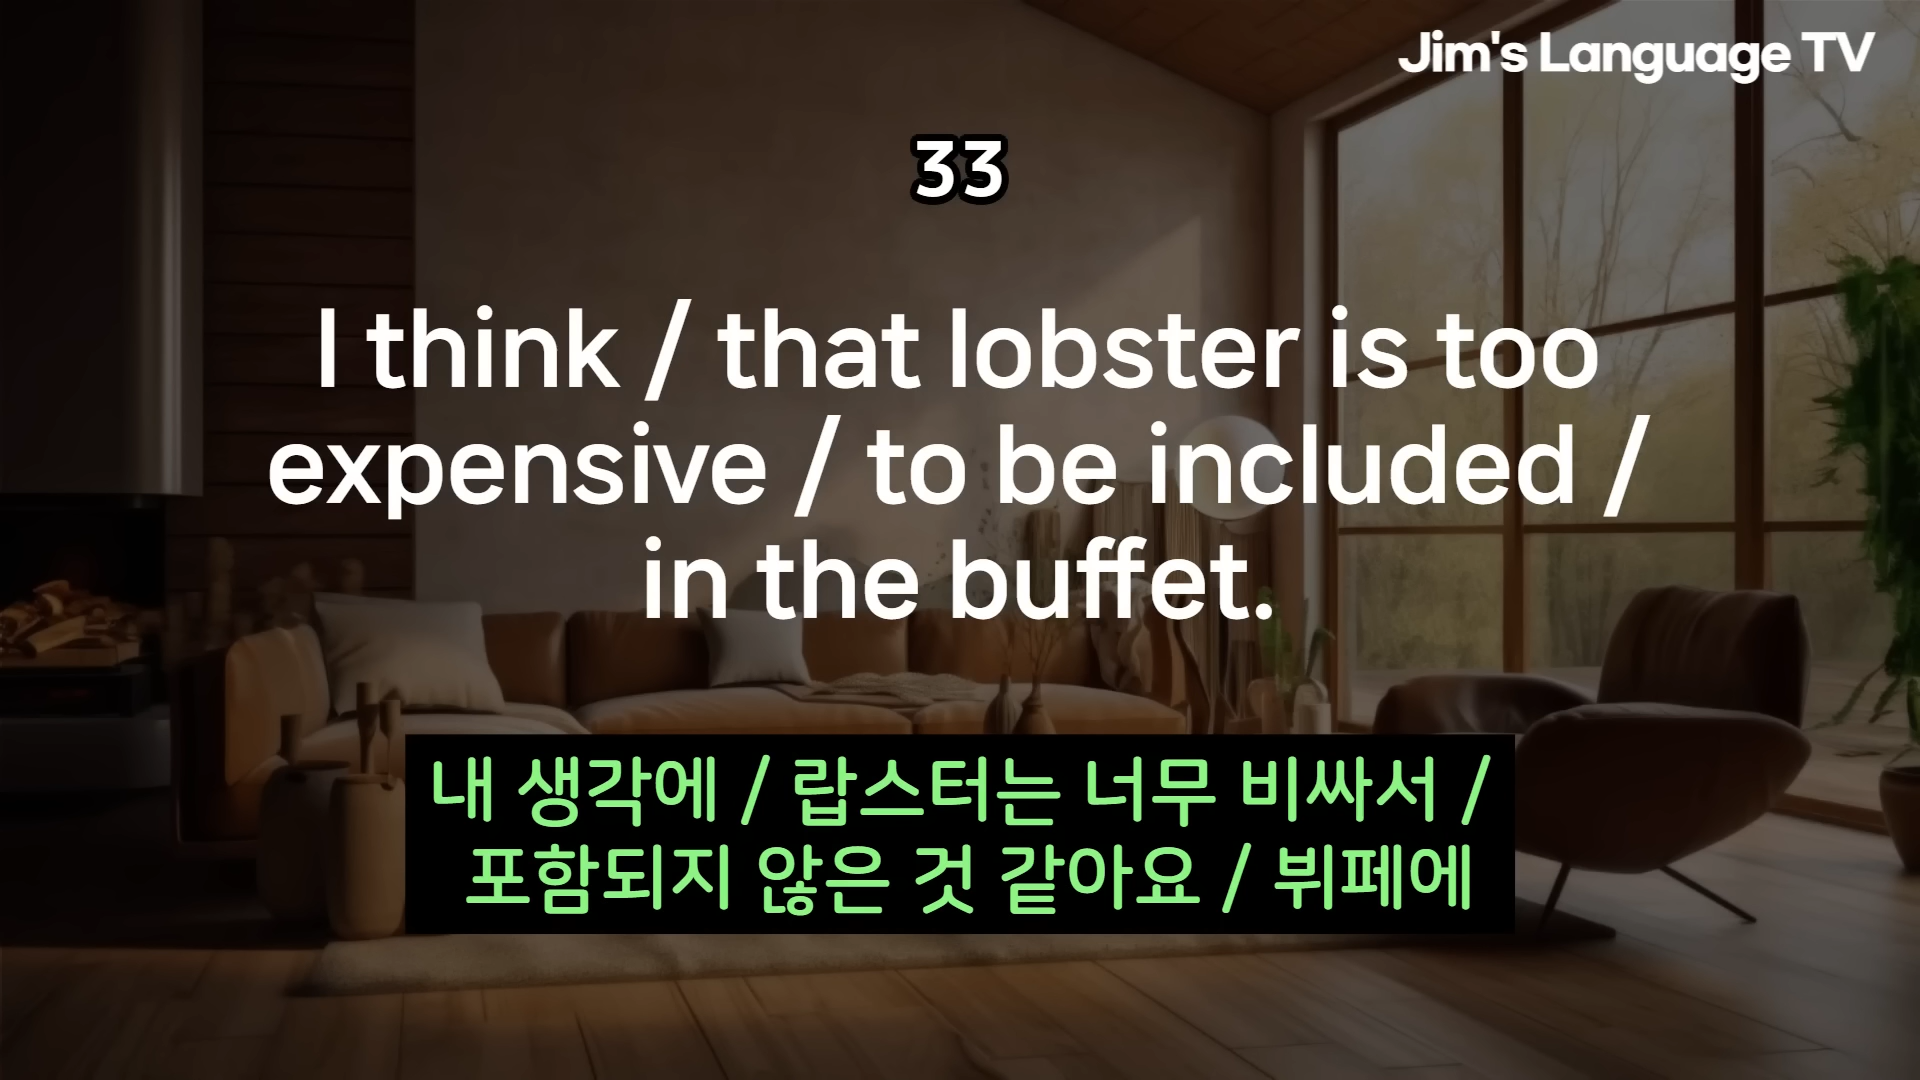 Jim's Language TV
33
I think / that lobster is too
expensive / to be included /
in the buffet.
내 생각에 / 랍스터는 너무 비싸서 /
포함되지 않은 것 같아요 / 뷔페에